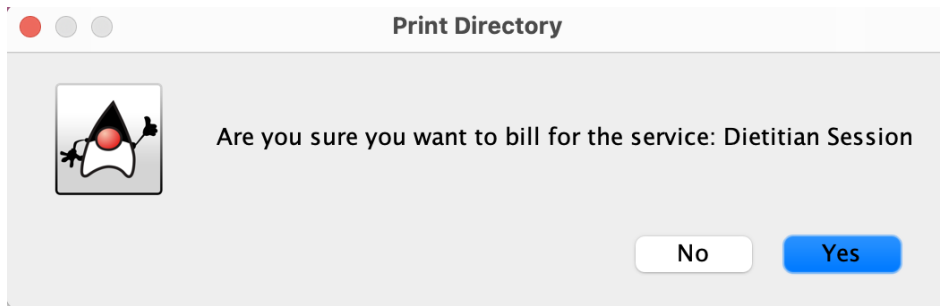 Print Directory
Are you sure you want to bill for the service: Dietitian Session
No
Yes